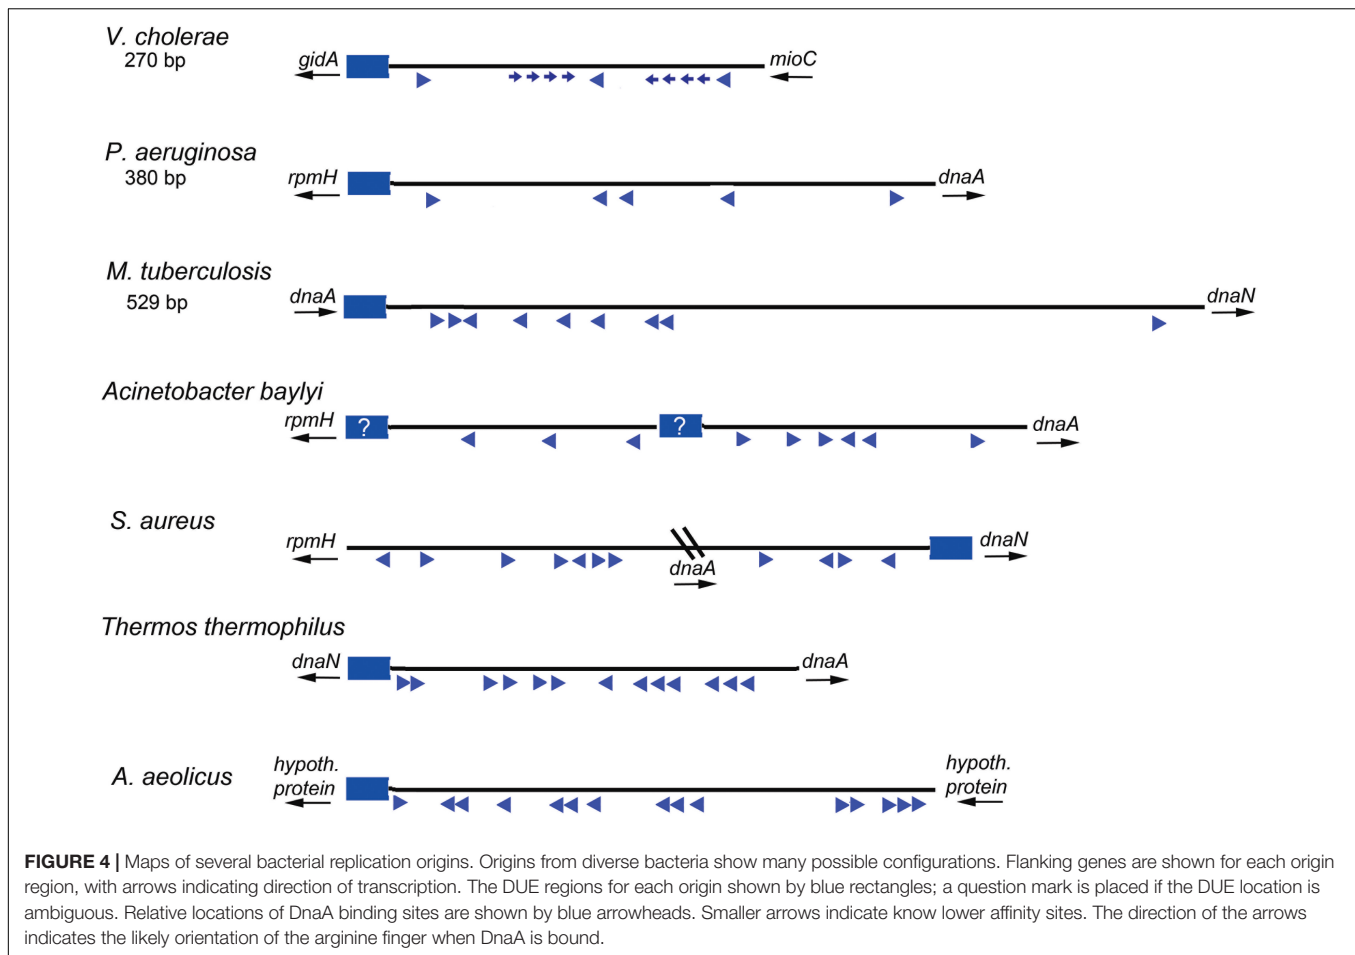 V. cholerae
270 bp
gidA
mioC
P. aeruginosa
380 bp
rpmH
dnaA
M. tuberculosis
529 bp
dnaA
dnaN
Acinetobacter baylyi
rpmH
?
?
dnaA
S. aureus
rpmH
dnaA
dnaN
Thermos thermophilus
dnaN
dnaA
A. aeolicus
hypoth.
protein
hypoth.
protein
FIGURE 4 | Maps of several bacterial replication origins. Origins from diverse bacteria show many possible configurations. Flanking genes are shown for each origin
region, with arrows indicating direction of transcription. The DUE regions for each origin shown by blue rectangles; a question mark is placed if the DUE location is
ambiguous. Relative locations of DnaA binding sites are shown by blue arrowheads. Smaller arrows indicate know lower affinity sites. The direction of the arrows
indicates the likely orientation of the arginine finger when DnaA is bound.